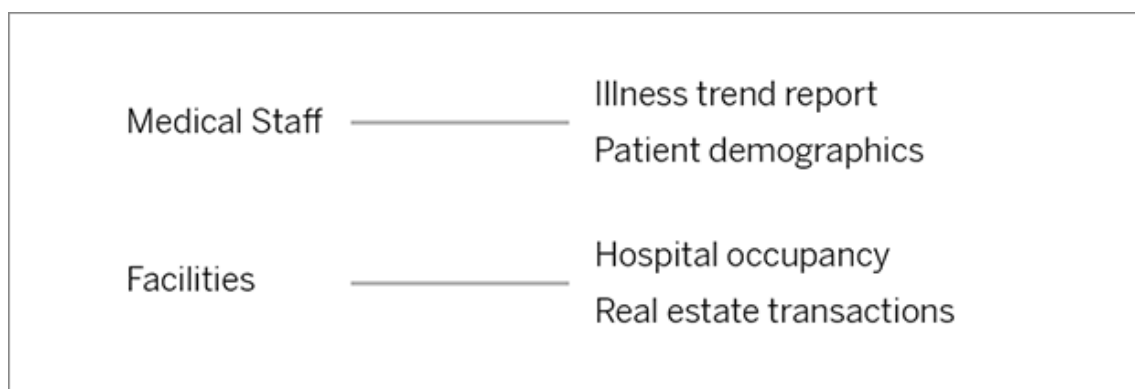 Medical Staff
Illness trend report
Patient demographics
Facilities
Hospital occupancy
Real estate transactions